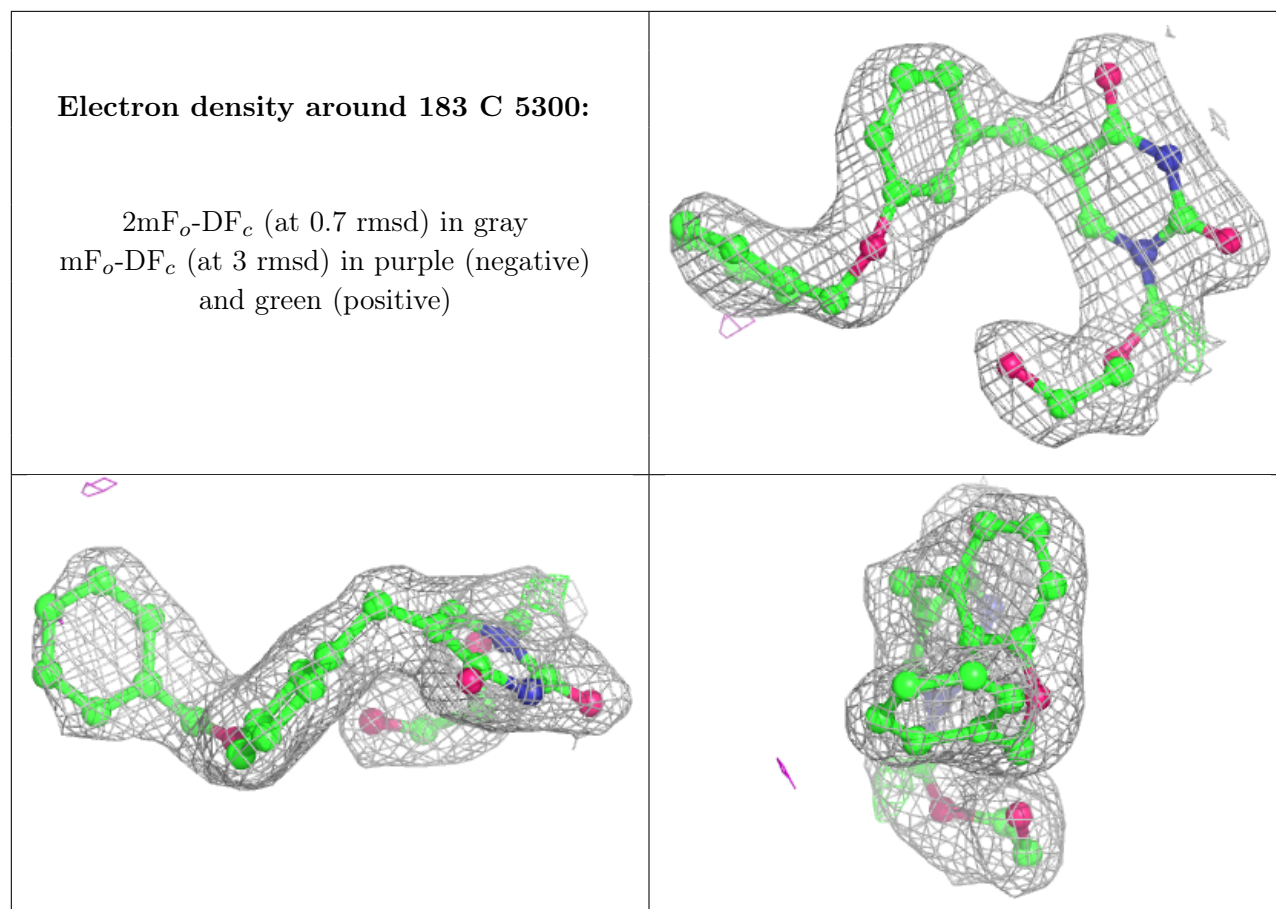 Electron density around 183 C 5300:
2mFo-DFc (at 0.7 rmsd) in gray
mFo-DFc (at 3 rmsd) in purple (negative)
and green (positive)